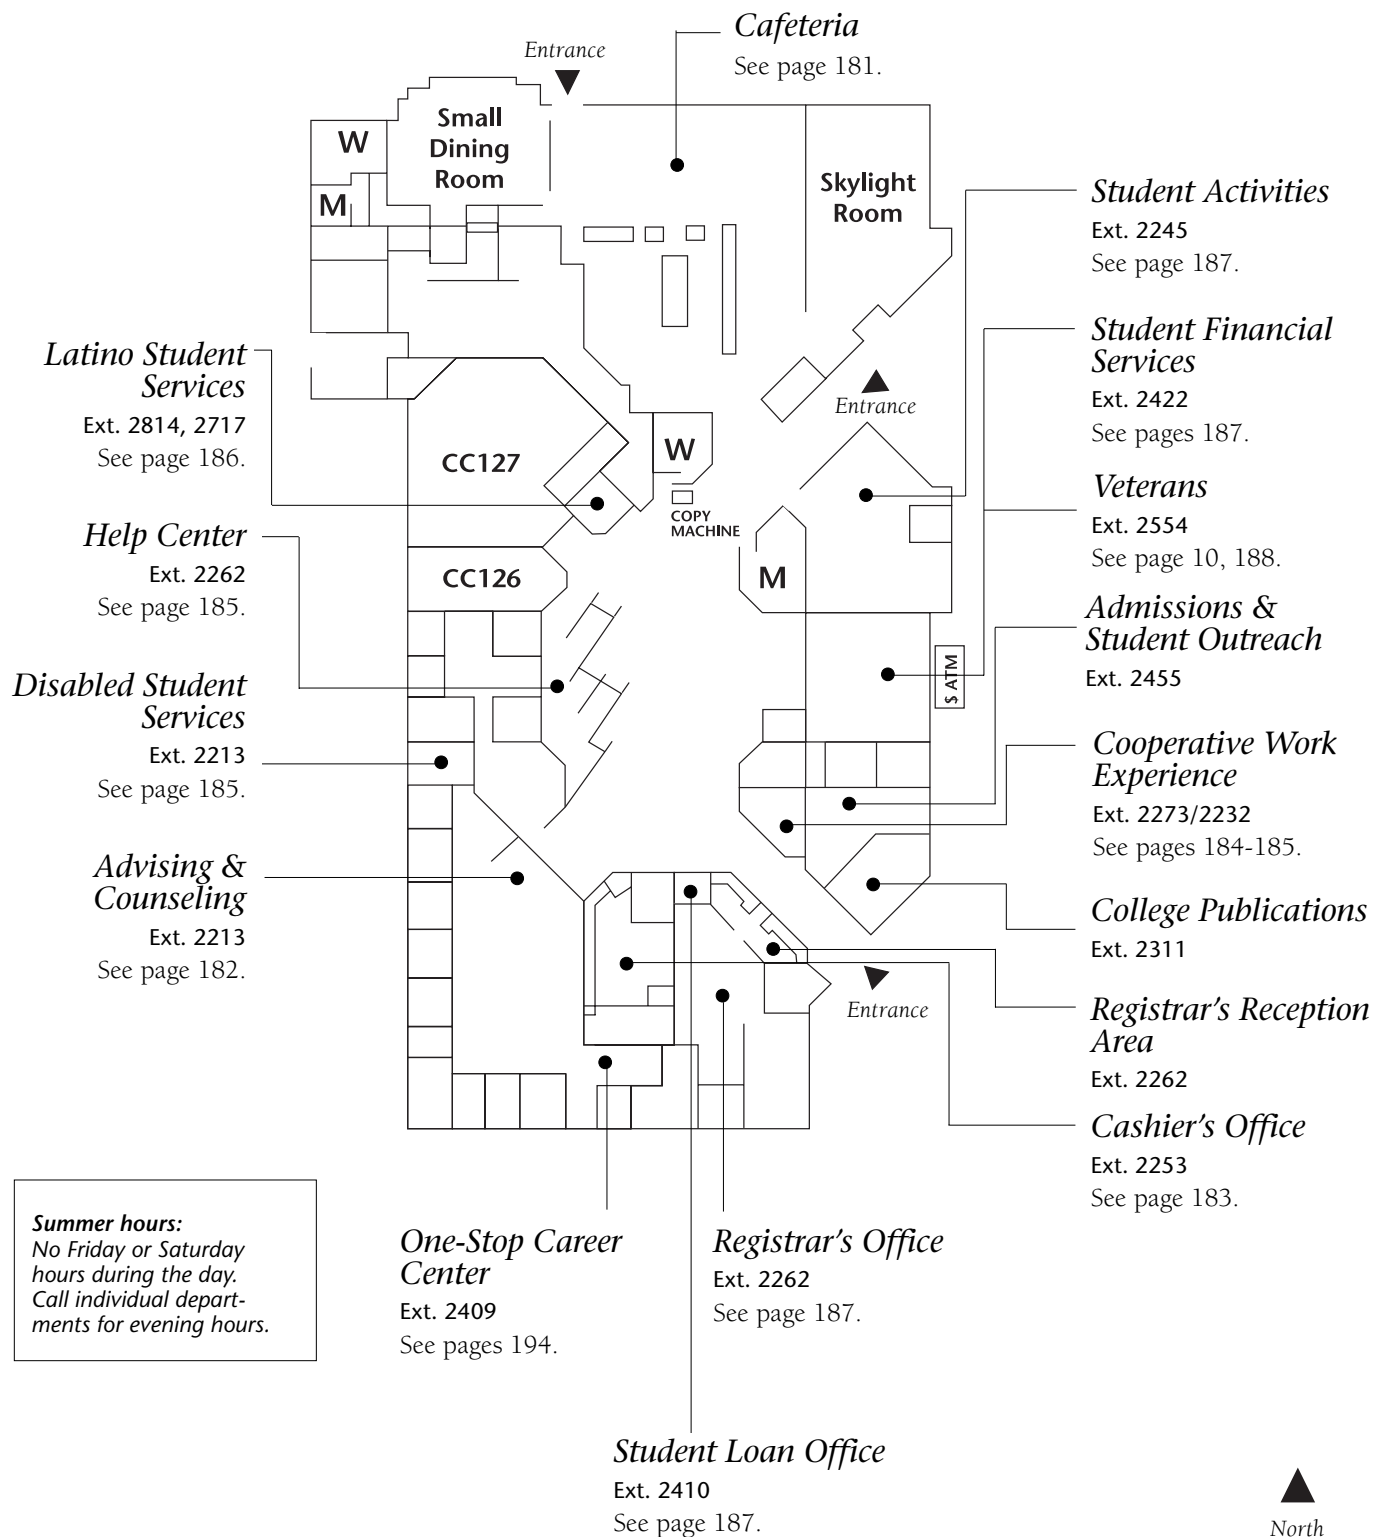 Cafeteria
See page 181.
Entrance
Small
Dining
Room
W
M
Skylight
Room
Student Activities
Ext. 2245
See page 187.
Latino Student
Services
Ext. 2814, 2717
See page 186.
Student Financial
Services
Ext. 2422
See pages 187.
Entrance
CC127
W
COPY
MACHINE
Veterans
Ext. 2554
See page 10, 188.
Help Center
Ext. 2262
See page 185.
CC126
M
Admissions &
Student Outreach
Ext. 2455
$ ATM
Disabled Student
Services
Ext. 2213
See page 185.
Cooperative Work
Experience
Ext. 2273/2232
See pages 184-185.
Advising &
Counseling
Ext. 2213
See page 182.
College Publications
Ext. 2311
Entrance
Registrar's Reception
Area
Ext. 2262
Cashier's Office
Ext. 2253
See page 183.
Summer hours:
No Friday or Saturday
hours during the day.
Call individual depart-
ments for evening hours.
One-Stop Career
Center
Ext. 2409
See pages 194.
Registrar's Office
Ext. 2262
See page 187.
Student Loan Office
Ext. 2410
See page 187.
North